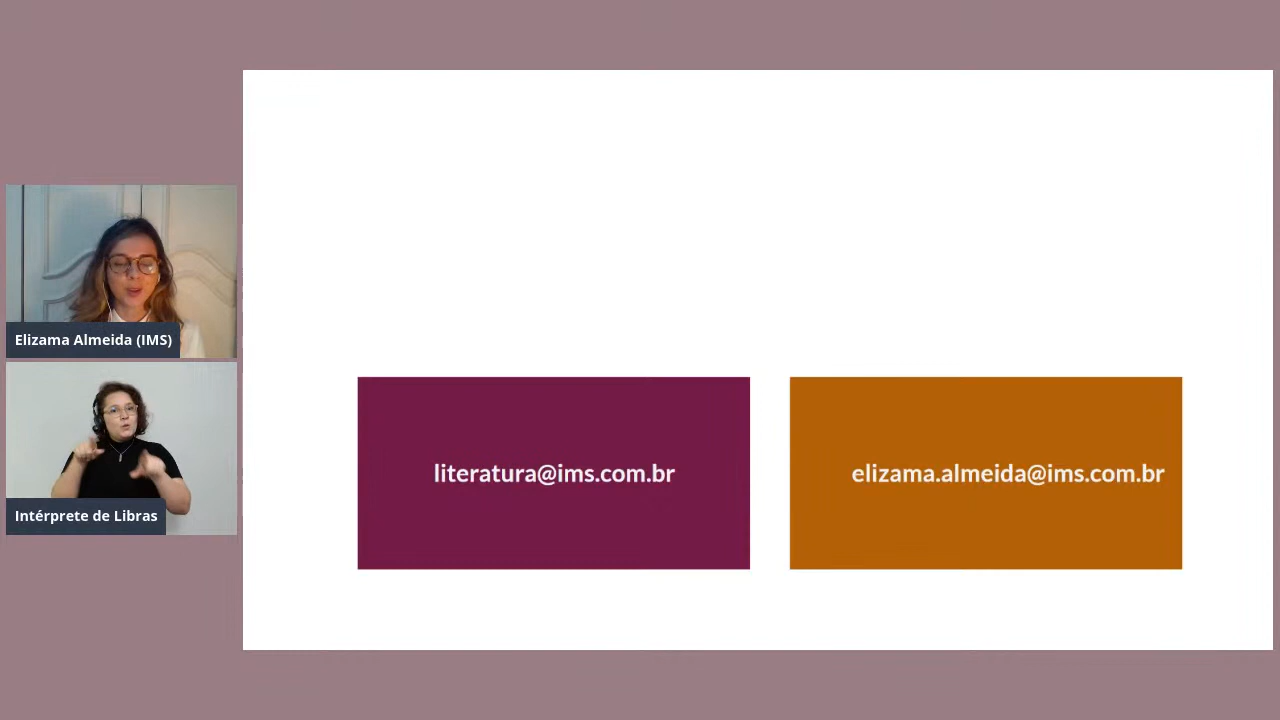 Elizama Almeida (IMS)
Intérprete de Libras
literatura@ims.com.br
elizama.almeida@ims.com.br